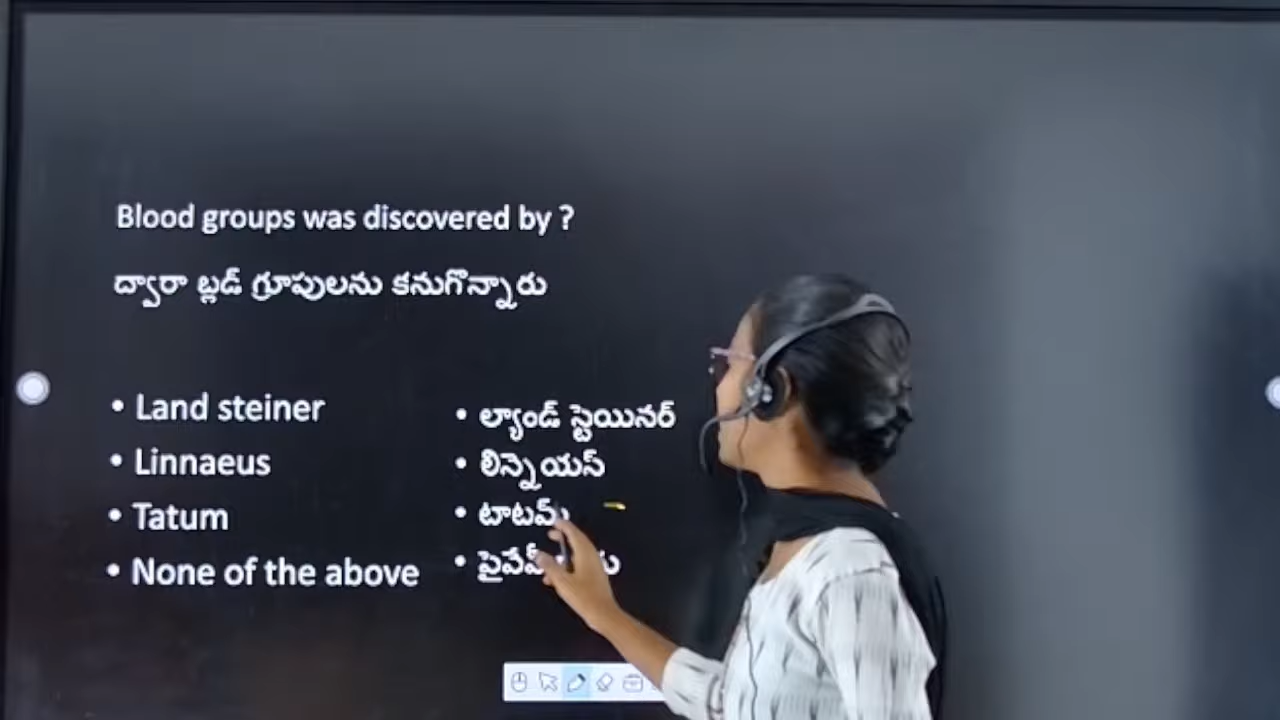 Blood groups was discovered by ?
ద్వారా బ్లడ్ గ్రూపులను కనుగొన్నారు
• Land steiner
• Linnaeus
• Tatum
• None of the above
• ల్యాండ్ స్టెయినర్
• లిన్నెయస్
• టాటమ్